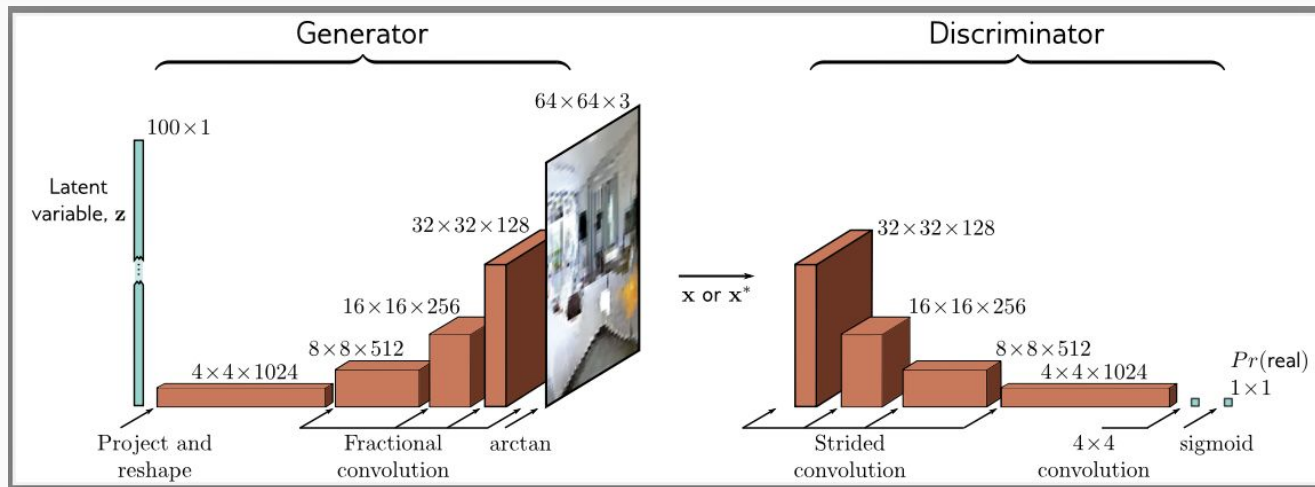 Generator
Discriminator
64×64×3
100×1
Latent
variable, z
32×32×128
16×16×256
8×8×512
4×4×1024
Project and
reshape
Fractional
convolution
arctan
x or x*
32×32×128
16×16×256
8×8×512
4×4×1024
Pr(real)
1×1
Strided
convolution
4×4
convolution
sigmoid